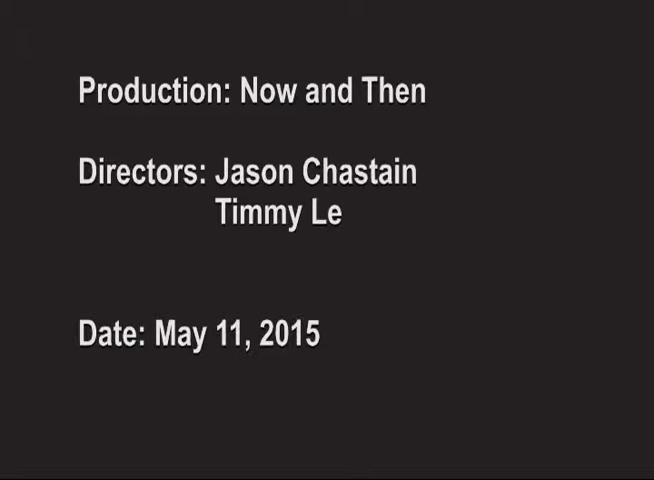 Production: Now and Then
Directors: Jason Chastain
Timmy Le
Date: May 11, 2015